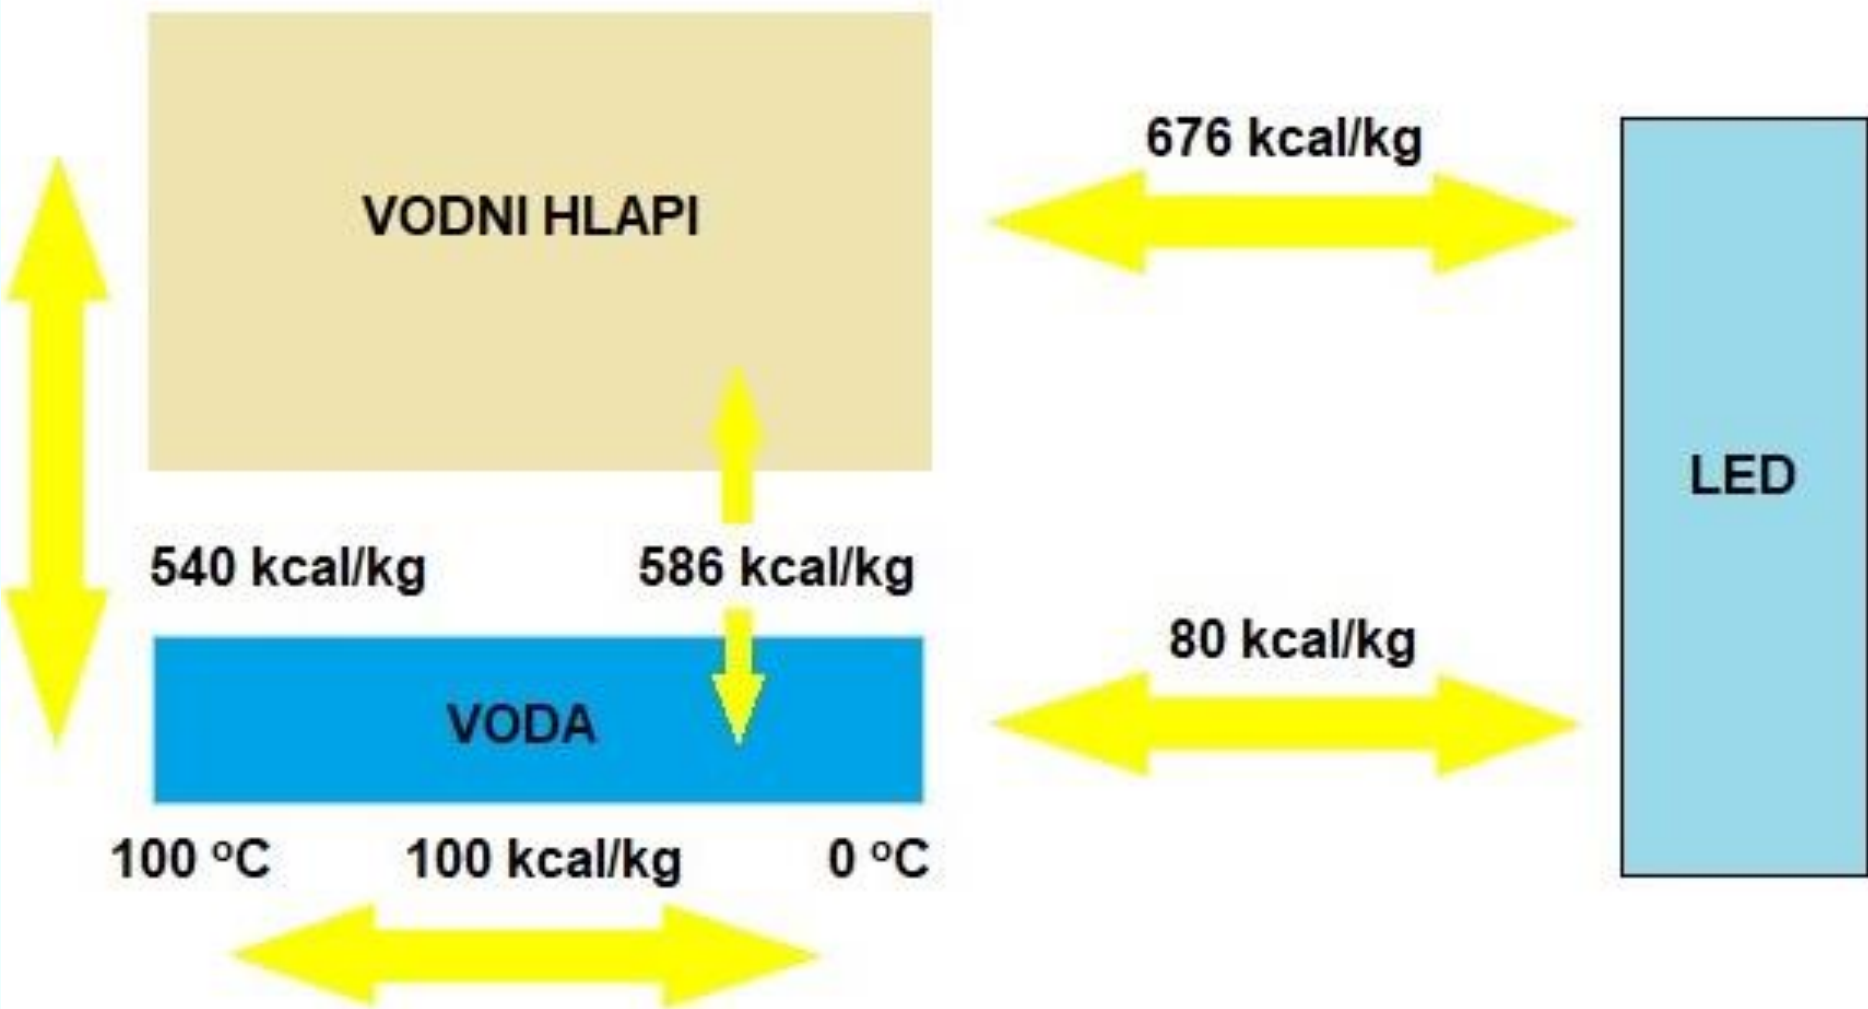 676 kcal/kg
VODNI HLAPI
LED
540 kcal/kg
586 kcal/kg
80 kcal/kg
VODA
100 °C
100 kcal/kg
0 °C